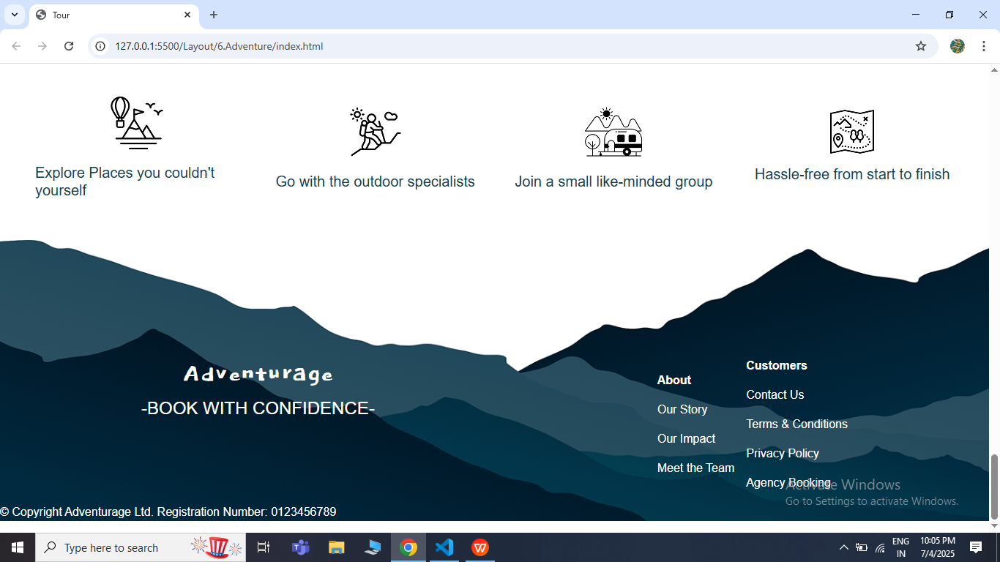 Tour
127.0.0.1:5500/Layout/6.Adventure/index.html
Explore Places you couldn't
yourself
Go with the outdoor specialists
Join a small like-minded group
Hassle-free from start to finish
Adventurage
-BOOK WITH CONFIDENCE-
About
Our Story
Our Impact
Meet the Team
Customers
Contact Us
Terms & Conditions
Privacy Policy
Agency Booking
Activate Windows
Go to Settings to activate Windows.
© Copyright Adventurage Ltd. Registration Number: 0123456789
Type here to search
ENG
IN
10:05 PM
7/4/2025